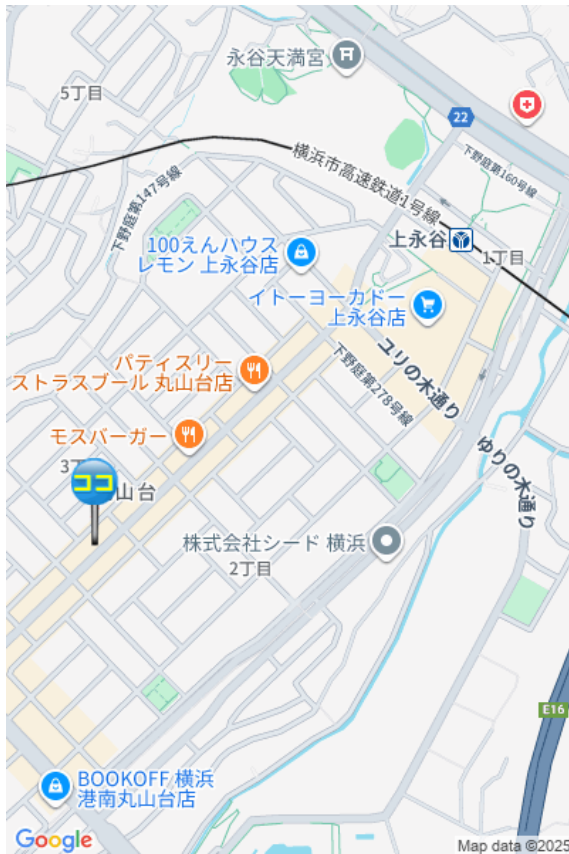 永谷天満宮
5丁目
22
横浜市高速鉄道1号線
下野庭第160号線
下野庭第147号線
上永谷
1丁目
100えんハウス
レモン 上永谷店
イトーヨーカドー
上永谷店
パティスリー
ストラスブール 丸山台店
下野庭第278号線
ユリの木通り
モスバーガー
3丁
ココ
山台
ゆりの木通り
株式会社シード 横浜
2丁目
E16
BOOKOFF 横浜
港南丸山台店
Google
Map data ©2025